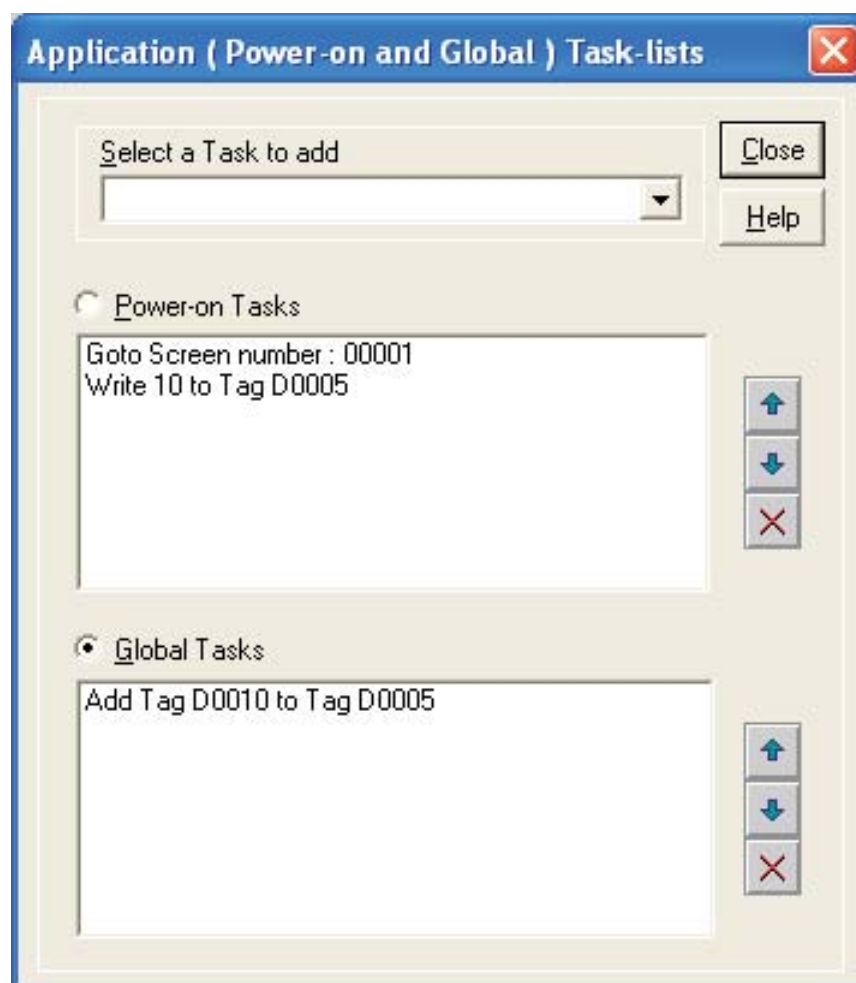 Application ( Power-on and Global ) Task-lists
Select a Task to add
Close
Help
Power-on Tasks
Goto Screen number : 00001
Write 10 to Tag D0005
Global Tasks
Add Tag D0010 to Tag D0005